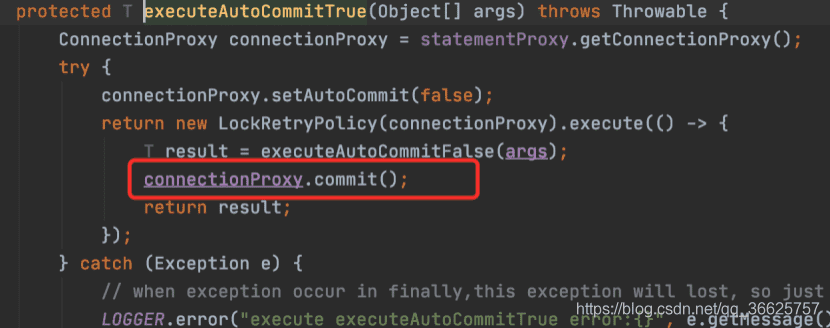 protected T executeAutoCommitTrue(Object[] args) throws Throwable {
ConnectionProxy connectionProxy = statementProxy.getConnectionProxy();
try {
connectionProxy.setAutoCommit(false);
return new LockRetryPolicy(connectionProxy).execute(() -> {
T result = executeAutoCommitFalse(args);
connectionProxy.commit();
return result;
});
} catch (Exception e) {
// when exception occur in finally,this exception will lost, so just
LOGGER.error("execute executeAutoCommitTrue error:{}", e.getMessage()
https://blog.csdn.net/qq_36625757